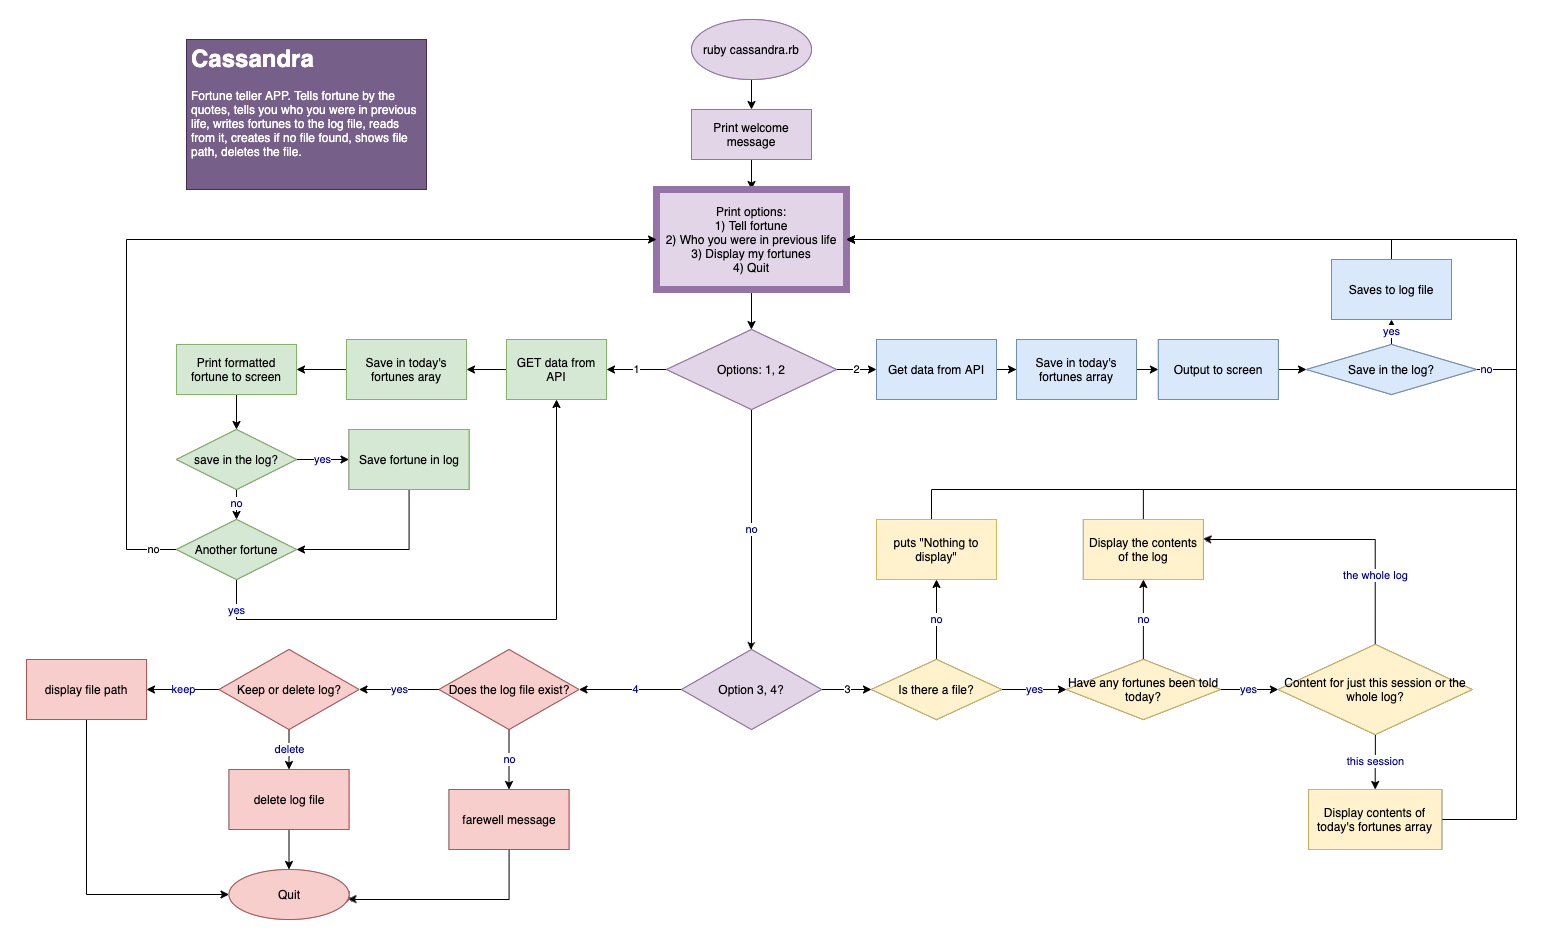 Cassandra
Fortune teller APP. Tells fortune by the
quotes, tells you who you were in previous
life, writes fortunes to the log file, reads
from it, creates if no file found, shows file
path, deletes the file.
ruby cassandra.rb
Print welcome
message
Print options:
1) Tell fortune
2) Who you were in previous life
3) Display my fortunes
4) Quit
Options: 1, 2
1
GET data from
API
Save in today's
fortunes aray
Print formatted
fortune to screen
save in the log?
yes
Save fortune in log
no
Another fortune
no
yes
2
Get data from API
Save in today's
fortunes array
Output to screen
Save in the log?
yes
Saves to log file
no
no
Option 3, 4?
3
Is there a file?
no
puts "Nothing to
display"
yes
Have any fortunes been told
today?
no
Display the contents
of the log
yes
Content for just this session or the
whole log?
the whole log
this session
Display contents of
today's fortunes array
4
Does the log file exist?
yes
Keep or delete log?
keep
display file path
delete
delete log file
no
farewell message
Quit